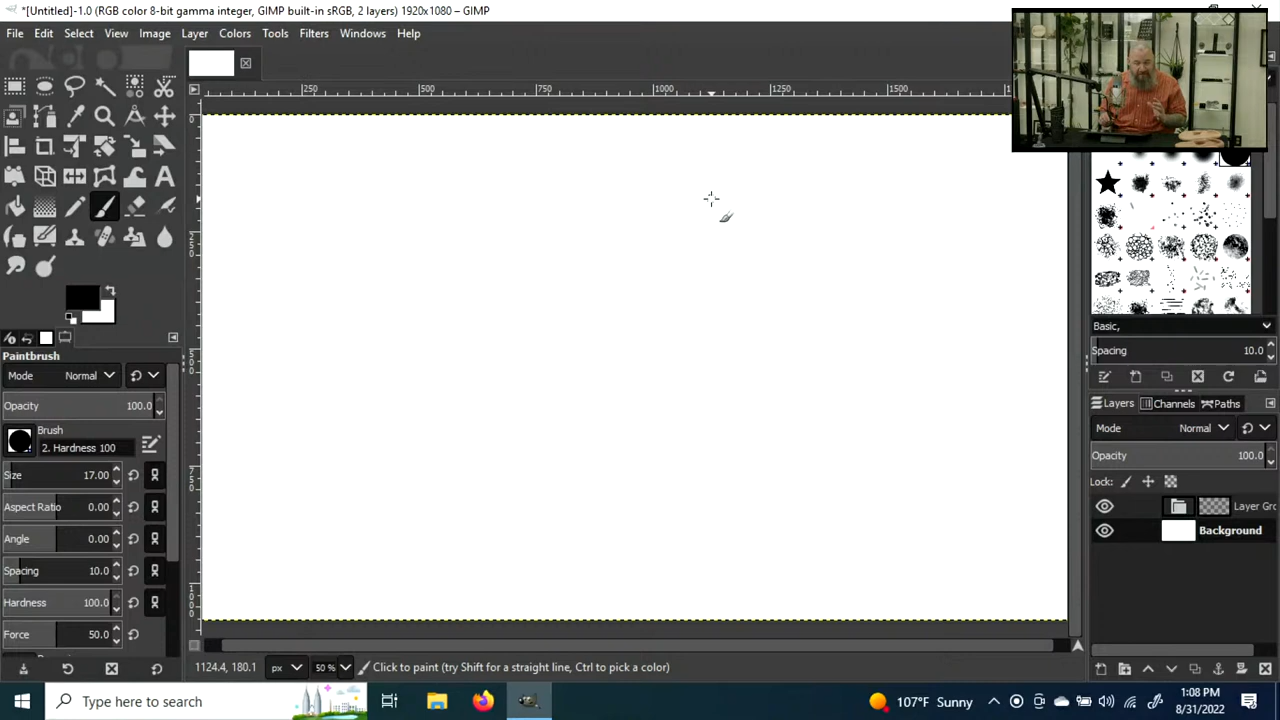 *[Untitled]-1.0 (RGB color 8-bit gamma integer, GIMP built-in sRGB, 2 layers) 1920x1080 – GIMP
File Edit Select View Image Layer Colors Tools Filters Windows Help
250 500 750 1000 1250 1500
0
250
500
750
1000
Paintbrush
Mode Normal
Opacity 100.0
Brush
2. Hardness 100
Size 17.00
Aspect Ratio 0.00
Angle 0.00
Spacing 10.0
Hardness 100.0
Force 50.0
Basic,
Spacing 10.0
Layers Channels Paths
Mode Normal
Opacity 100.0
Lock:
Layer Gro
Background
1124.4, 180.1 px 50 % Click to paint (try Shift for a straight line, Ctrl to pick a color)
Type here to search
107°F Sunny
1:08 PM
8/31/2022